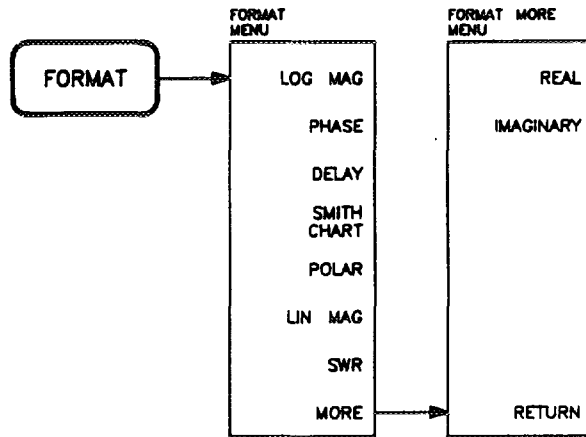 FORMAT
FORMAT
MENU
LOG MAG
PHASE
DELAY
SMITH
CHART
POLAR
LIN MAG
SWR
MORE
FORMAT MORE
MENU
REAL
IMAGINARY
RETURN